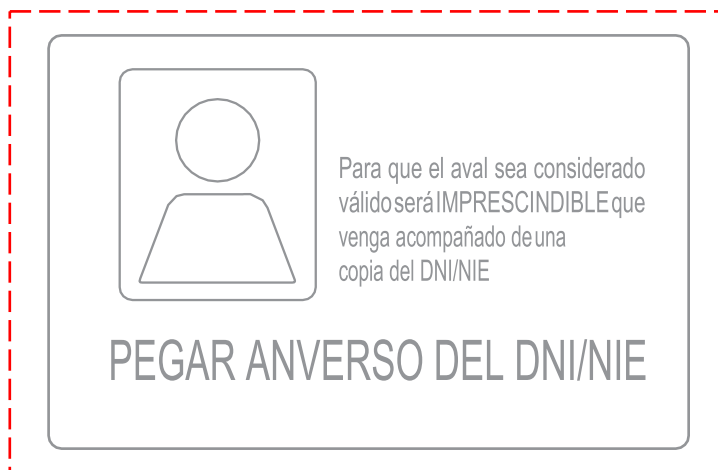 Para que el aval sea considerado
válido será IMPRESCINDIBLE que
venga acompañado de una
copia del DNI/NIE
PEGAR ANVERSO DEL DNI/NIE